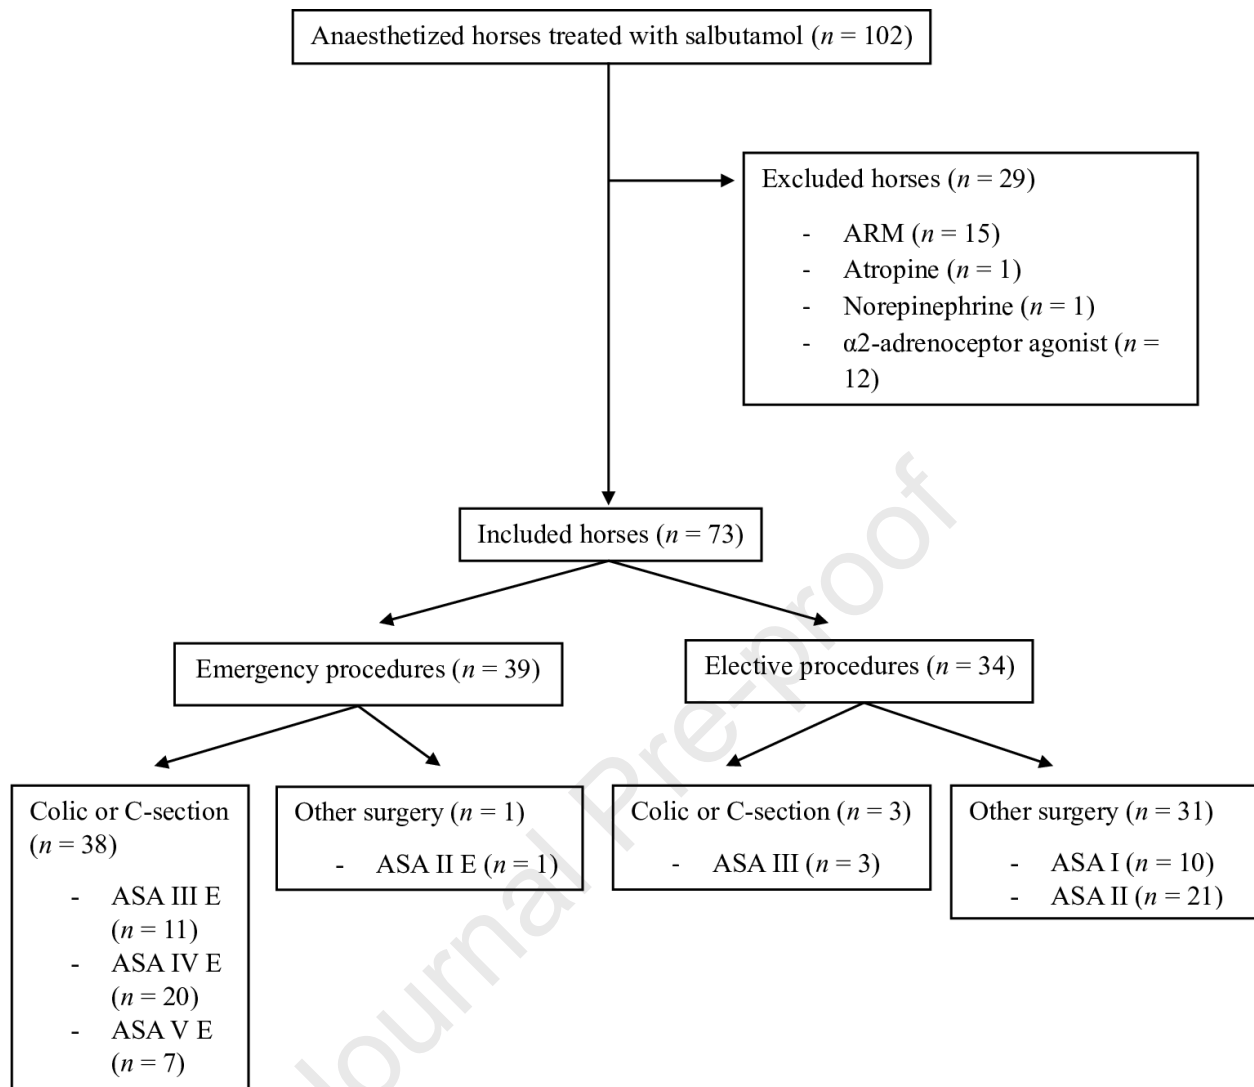 Anaesthetized horses treated with salbutamol (n = 102)
Excluded horses (n = 29)
- ARM (n = 15)
- Atropine (n = 1)
- Norepinephrine (n = 1)
- α2-adrenoceptor agonist (n =
12)
Included horses (n = 73)
Emergency procedures (n = 39)
Elective procedures (n = 34)
Colic or C-section
(n = 38)
- ASA III E
(n = 11)
- ASA IV E
(n = 20)
- ASA V E
(n = 7)
Other surgery (n = 1)
- ASA II E (n = 1)
Colic or C-section (n = 3)
- ASA III (n = 3)
Other surgery (n = 31)
- ASA I (n = 10)
- ASA II (n = 21)
Journal Pre-proof